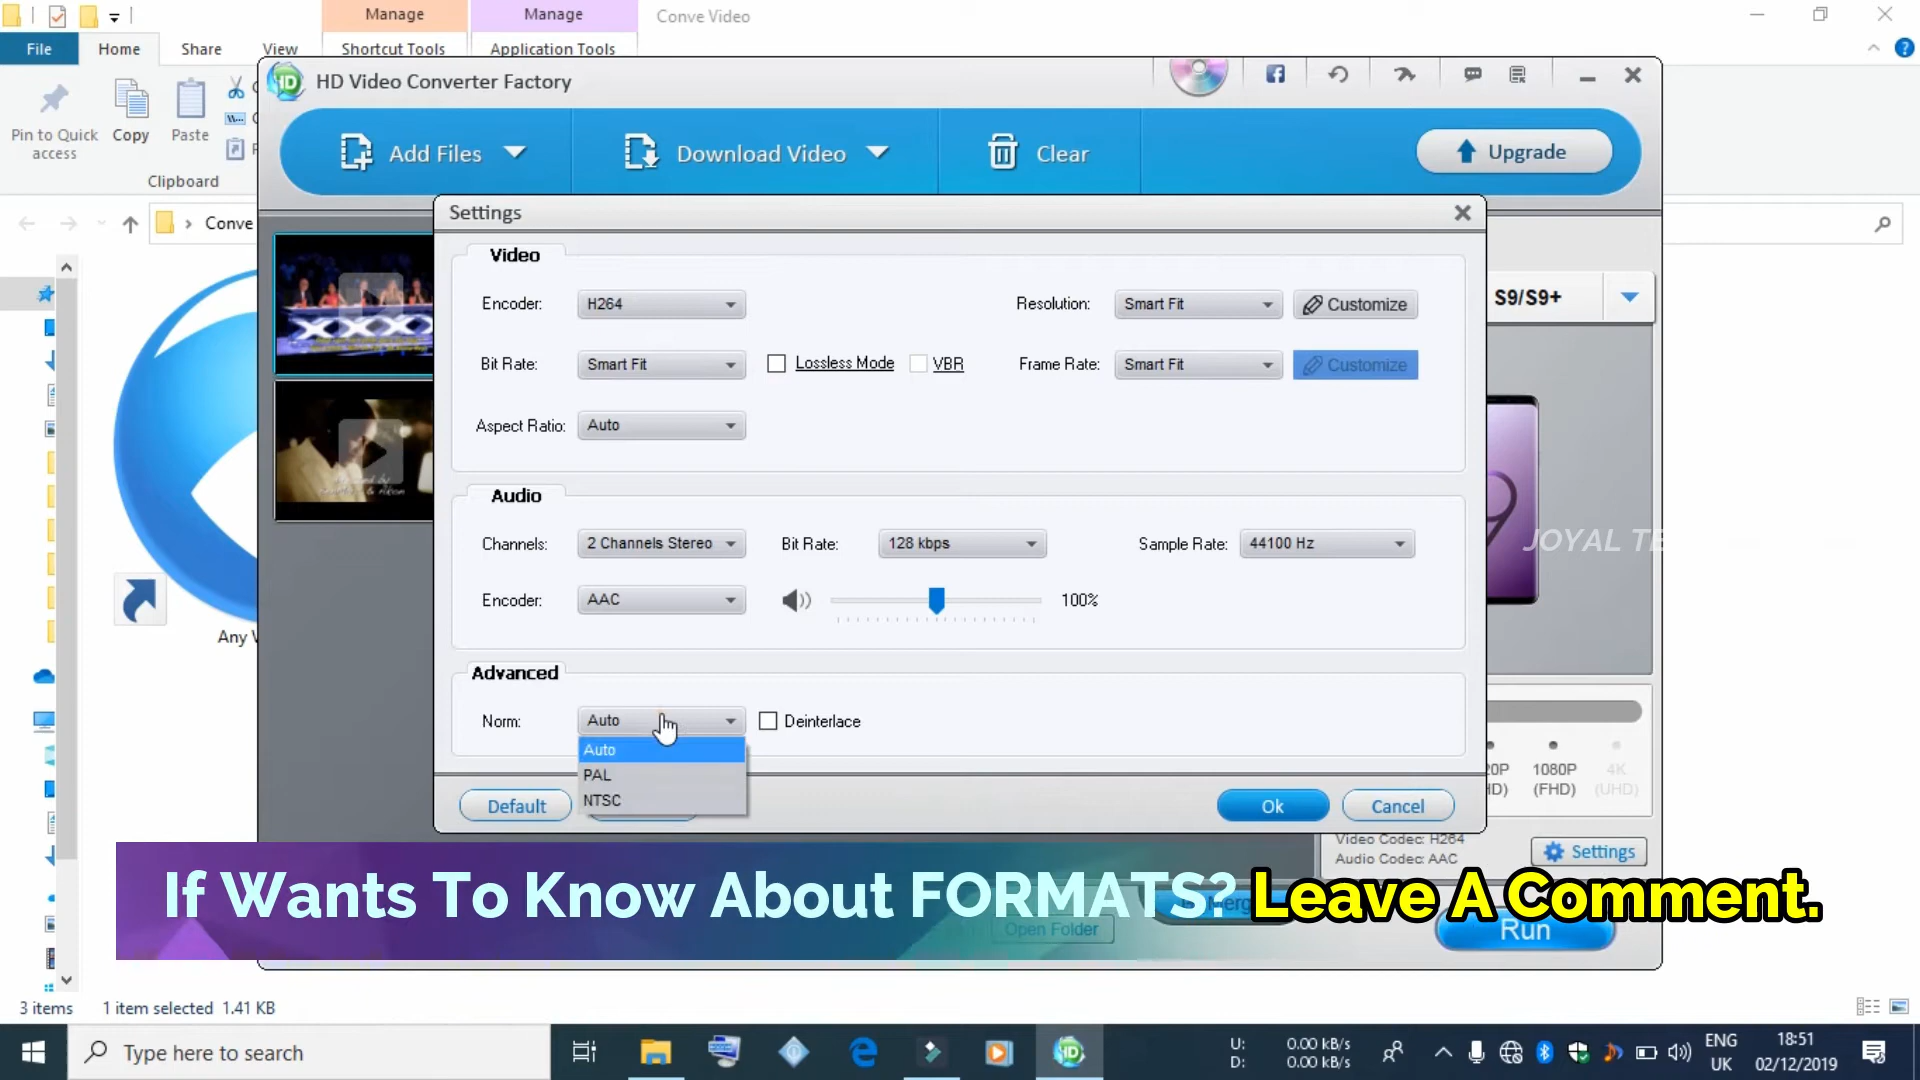 Manage
Manage
Conve Video
File
Home
Share
View
Shortcut Tools
Application Tools
Pin to Quick
access
Copy
Paste
Clipboard
Conve
HD Video Converter Factory
Add Files
Download Video
Clear
Upgrade
Settings
Video
Encoder:
H264
Resolution:
Smart Fit
Customize
Bit Rate:
Smart Fit
Lossless Mode
VBR
Frame Rate:
Smart Fit
Customize
Aspect Ratio:
Auto
S9/S9+
Audio
Channels:
2 Channels Stereo
Bit Rate:
128 kbps
Sample Rate:
44100 Hz
JOYAL TE
Encoder:
AAC
100%
Any
Advanced
Norm:
Auto
Deinterlace
Auto
PAL
NTSC
1080P
(FHD)
4K
(UHD)
Default
Ok
Cancel
Video Codec: H264
Audio Codec: AAC
Settings
If Wants To Know About FORMATS? Leave A Comment.
Open Folder
Run
3 items
1 item selected 1.41 KB
Type here to search
U: 0.00 kB/s
D: 0.00 kB/s
ENG
UK
18:51
02/12/2019